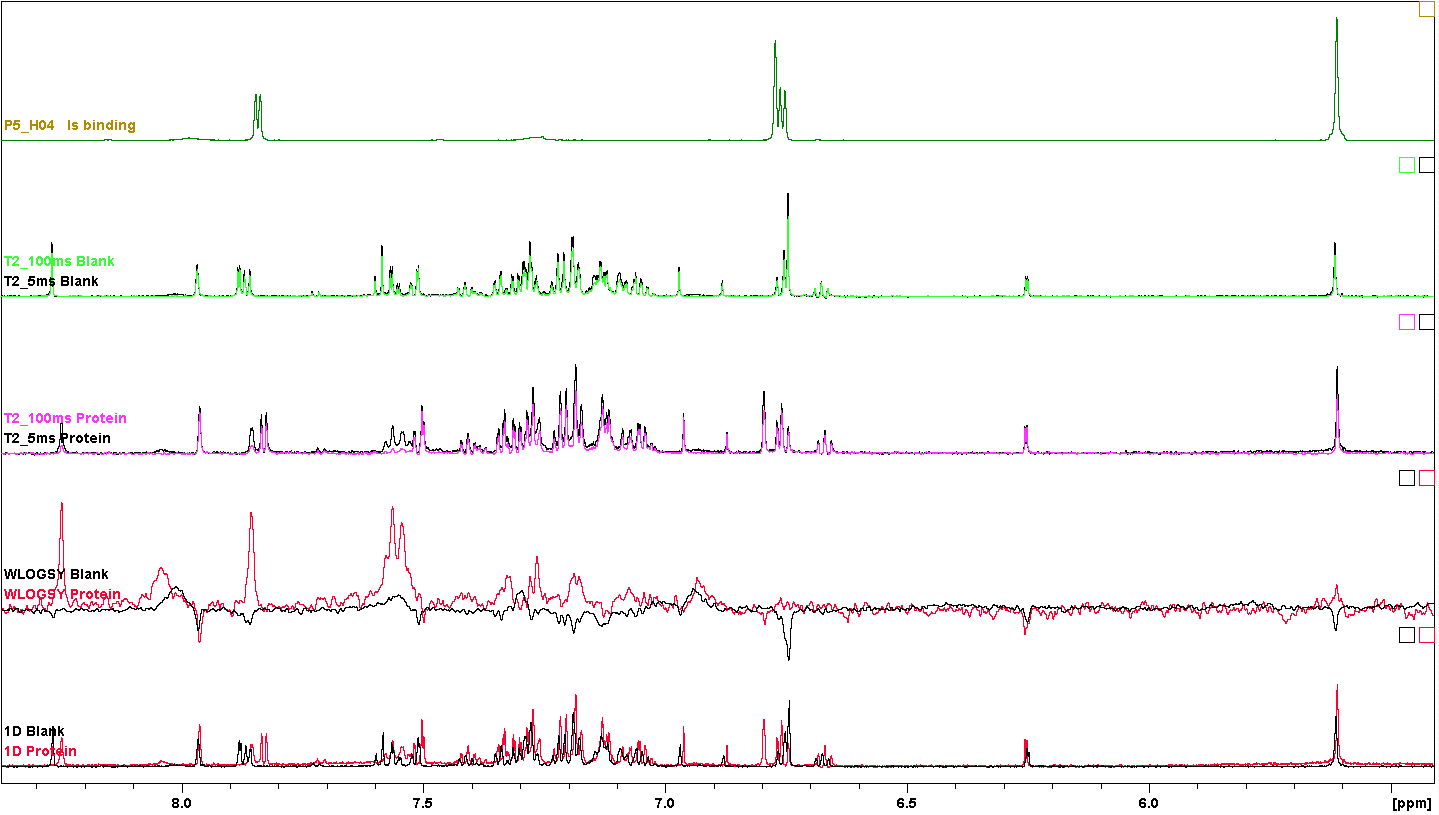 P5_H04 Is binding
T2_100ms Blank
T2_5ms Blank
T2_100ms Protein
T2_5ms Protein
WLOGSY Blank
WLOGSY Protein
1D Blank
1D Protein
8.0 7.5 7.0 6.5 6.0 [ppm]